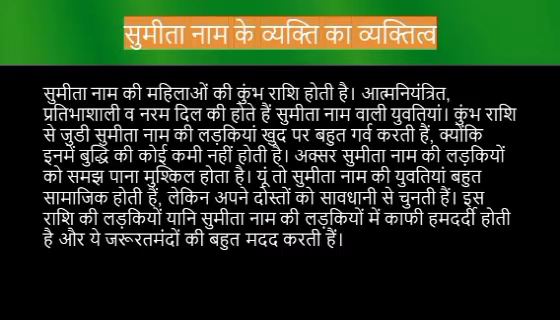 सुमीता नाम के व्यक्ति का व्यक्तित्व
सुमीता नाम की महिलाओं की कुंभ राशि होती है। आत्मनियंत्रित,
प्रतिभाशाली व नरम दिल की होते हैं सुमीता नाम वाली युवतियां। कुंभ राशि
से जुड़ी सुमीता नाम की लड़कियां खुद पर बहुत गर्व करती हैं, क्योंकि
इनमें बुद्धि की कोई कमी नहीं होती है। अक्सर सुमीता नाम की लड़कियों
को समझ पाना मुश्किल होता है। यूं तो सुमीता नाम की युवतियां बहुत
सामाजिक होती हैं, लेकिन अपने दोस्तों को सावधानी से चुनती हैं। इस
राशि की लड़कियों यानि सुमीता नाम की लड़कियों में काफी हमदर्दी होती
है और ये जरूरतमंदों की बहुत मदद करती हैं।